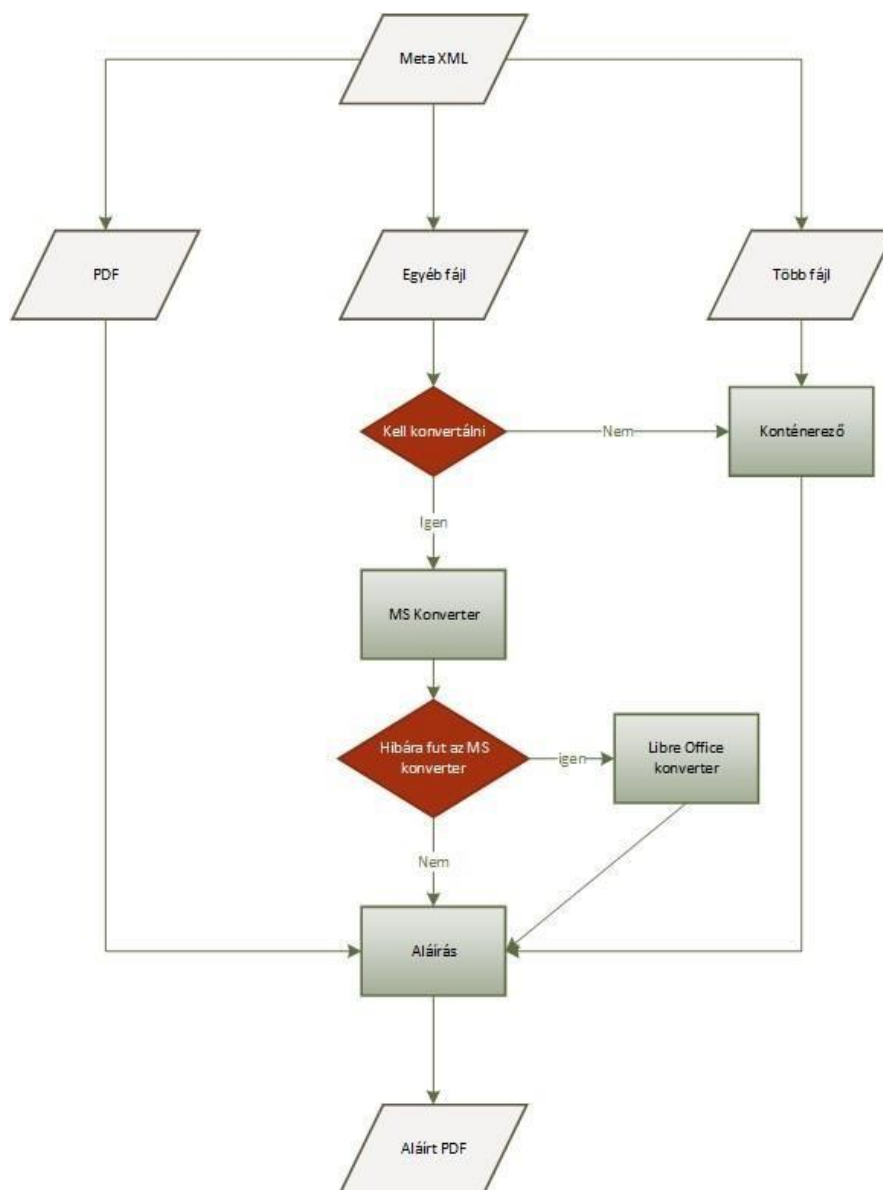 Meta XML
PDF
Egyéb fájl
Több fájl
Kell konvertálni
Nem
Konténerező
Igen
MS Konverter
Hibára fut az MS
konverter
igen
Libre Office
konverter
Nem
Aláírás
Aláírt PDF